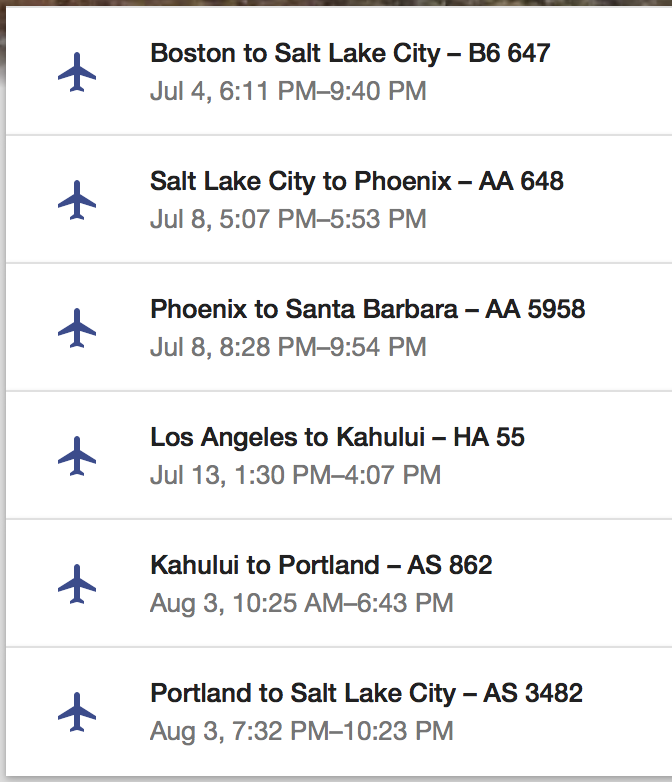 Boston to Salt Lake City – B6 647
Jul 4, 6:11 PM–9:40 PM
Salt Lake City to Phoenix – AA 648
Jul 8, 5:07 PM–5:53 PM
Phoenix to Santa Barbara – AA 5958
Jul 8, 8:28 PM–9:54 PM
Los Angeles to Kahului – HA 55
Jul 13, 1:30 PM–4:07 PM
Kahului to Portland – AS 862
Aug 3, 10:25 AM–6:43 PM
Portland to Salt Lake City – AS 3482
Aug 3, 7:32 PM–10:23 PM